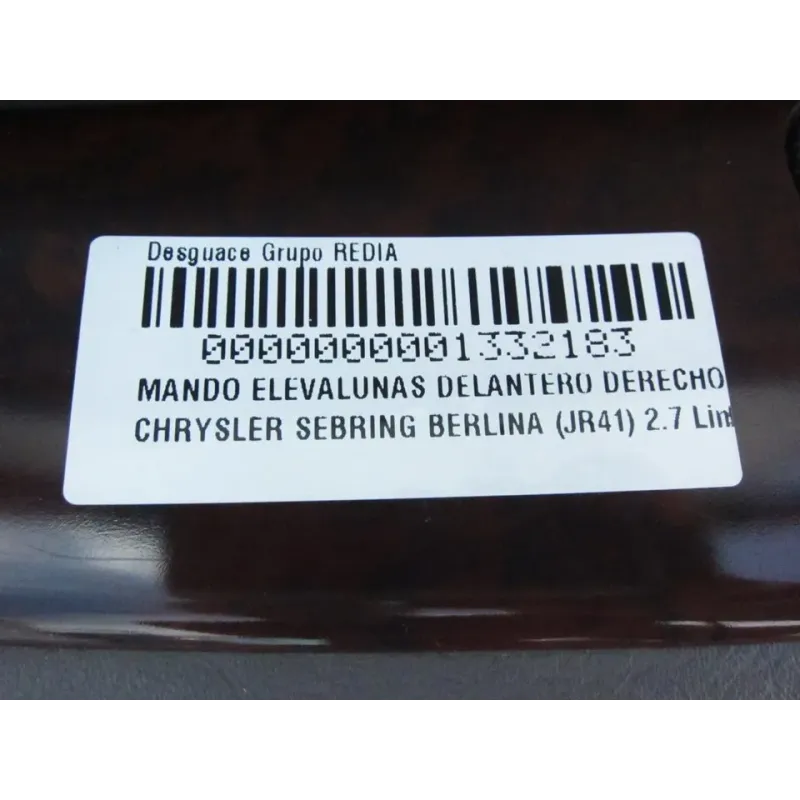 Desguace Grupo REDIA
0000000001332183
MANDO ELEVALUNAS DELANTERO DERECHO
CHRYSLER SEBRING BERLINA (JR41) 2.7